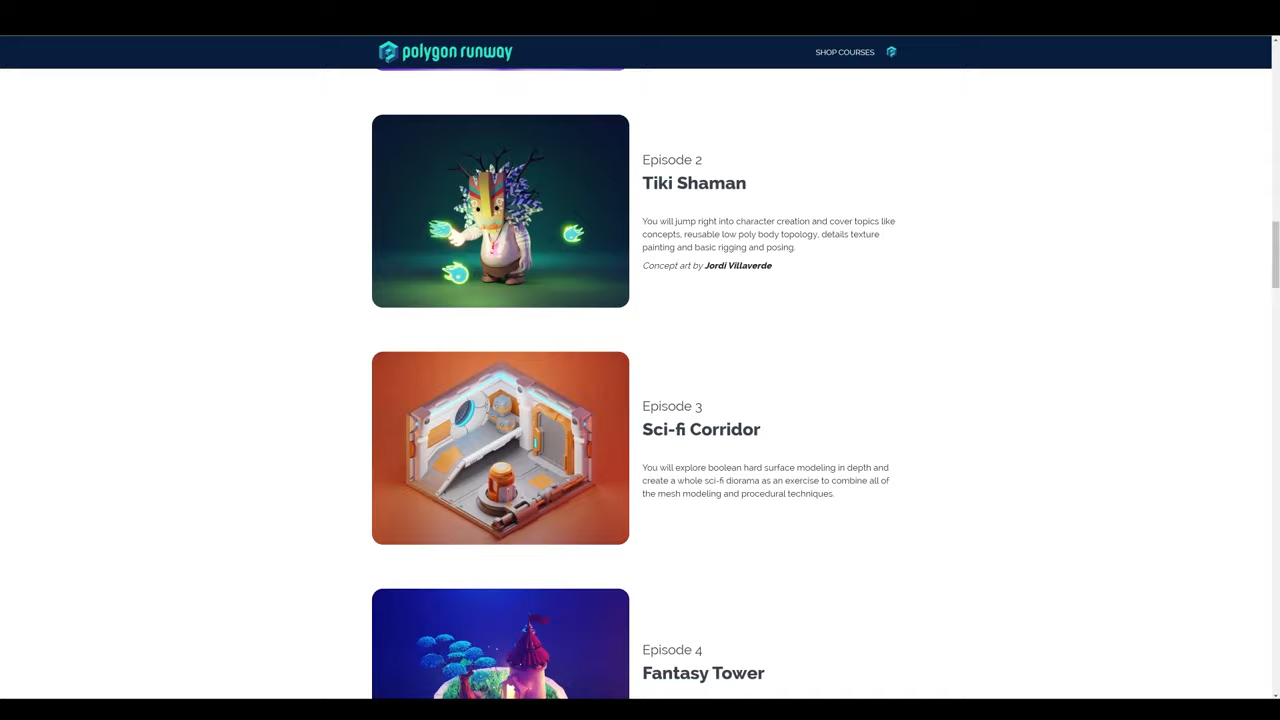 polygon runway
SHOP COURSES
Episode 2
Tiki Shaman
You will jump right into character creation and cover topics like
concepts, reusable low poly body topology, details texture
painting and basic rigging and posing.
Concept art by Jordi Villaverde
Episode 3
Sci-fi Corridor
You will explore boolean hard surface modeling in depth and
create a whole sci-fi diorama as an exercise to combine all of
the mesh modeling and procedural techniques.
Episode 4
Fantasy Tower